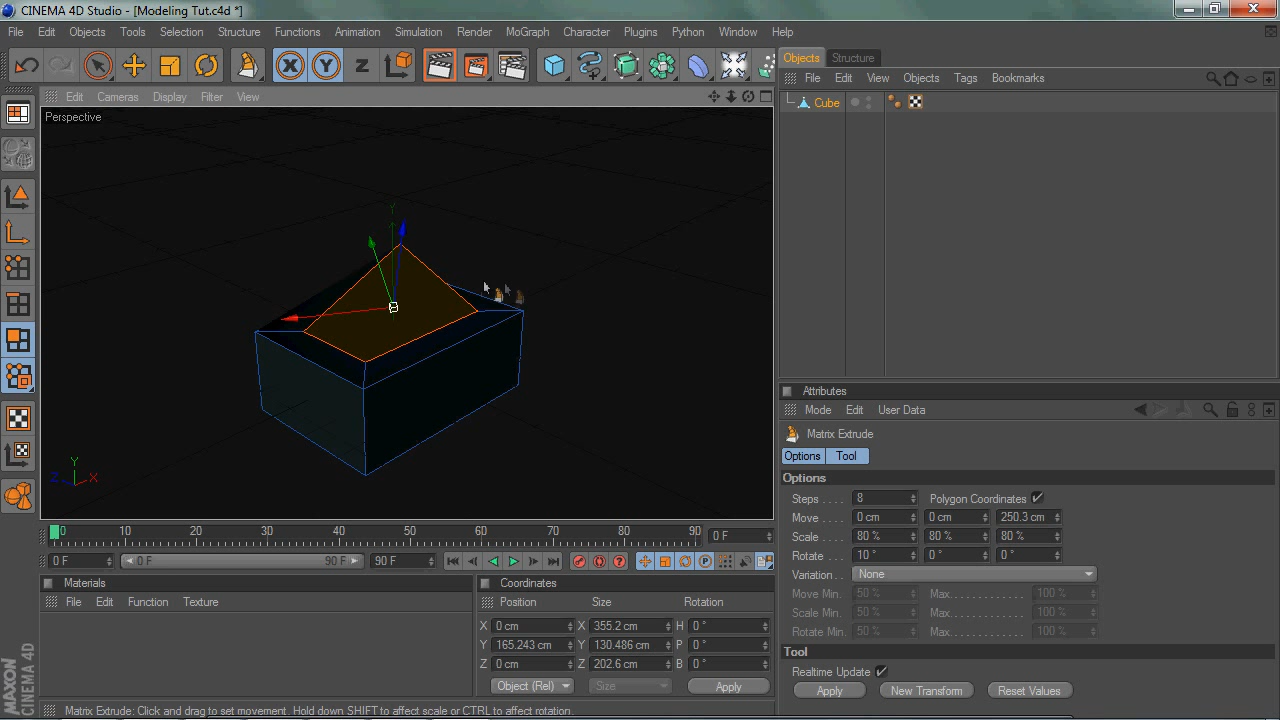 CINEMA 4D Studio - [Modeling Tut.c4d *]
File Edit Objects Tools Selection Structure Functions Animation Simulation Render MoGraph Character Plugins Python Window Help
X Y Z
Edit Cameras Display Filter View
Perspective
Y
Y
Z X
0 10 20 30 40 50 60 70 80 90 0 F
0 F 0 F 90 F 90 F
P
Materials
File Edit Function Texture
Coordinates
Position Size Rotation
X 0 cm X 355.2 cm H 0 °
Y 165.243 cm Y 130.486 cm P 0 °
Z 0 cm Z 202.6 cm B 0 °
Object (Rel) Size Apply
MAXON
CINEMA 4D
Matrix Extrude: Click and drag to set movement. Hold down SHIFT to affect scale or CTRL to affect rotation.
Objects Structure
File Edit View Objects Tags Bookmarks
Cube
Attributes
Mode Edit User Data
Matrix Extrude
Options Tool
Options
Steps . . . . 8 Polygon Coordinates
Move . . . . 0 cm 0 cm 250.3 cm
Scale . . . . 80 % 80 % 80 %
Rotate . . . 10 ° 0 ° 0 °
Variation . . None
Move Min. 50 % Max. . . . . . . . . . . . 100 %
Scale Min. 50 % Max. . . . . . . . . . . . 100 %
Rotate Min. 50 % Max. . . . . . . . . . . . 100 %
Tool
Realtime Update
Apply New Transform Reset Values